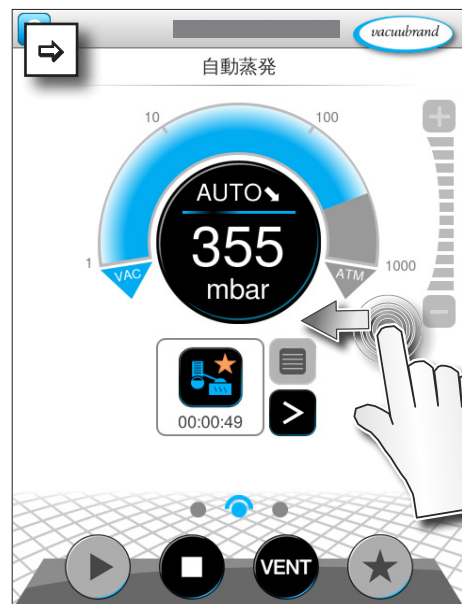 vacuubrand
自動蒸発
10
100
1
1000
VAC
ATM
AUTO
355
mbar
00:00:49
VENT